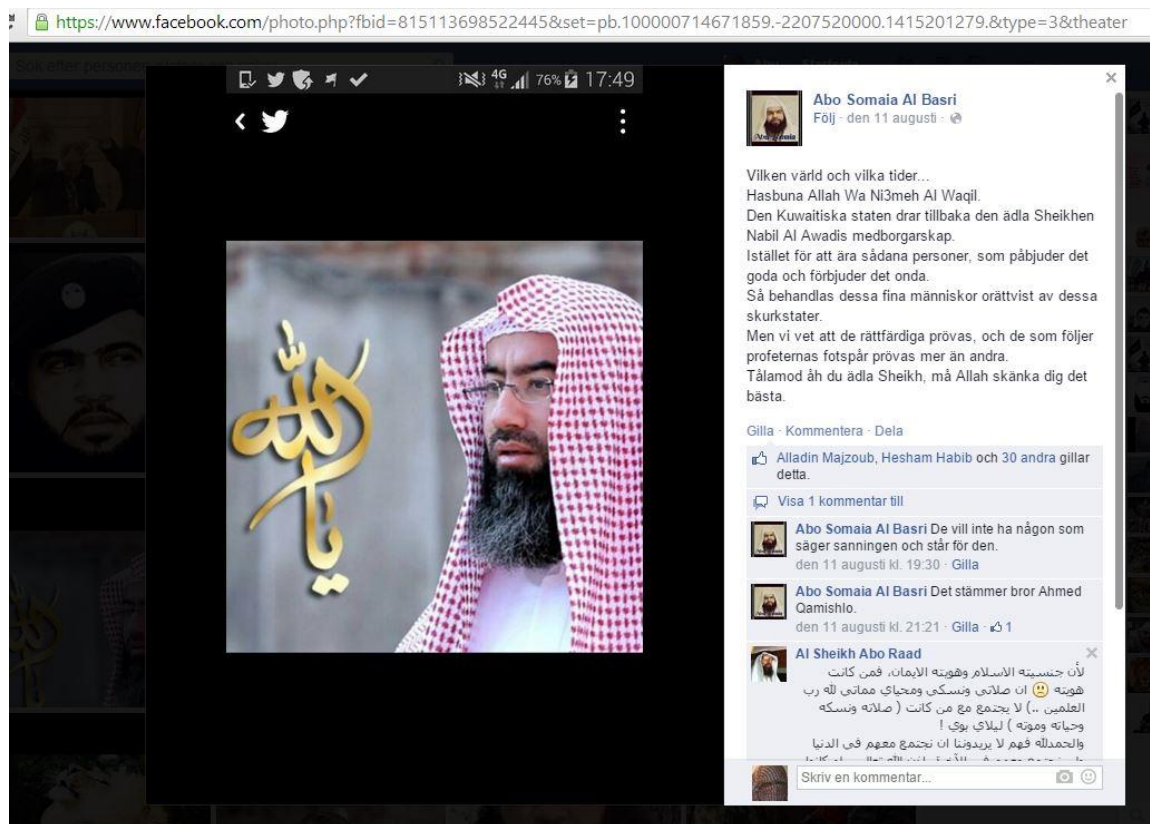 https://www.facebook.com/photo.php?fbid=815113698522445&set=pb.100000714671859.-2207520000.1415201279.&type=3&theater
Sök efter personer
4G 76% 17:49
يا الله
Abo Somaia Al Basri
Följ · den 11 augusti ·
Vilken värld och vilka tider...
Hasbuna Allah Wa Ni3meh Al Waqil.
Den Kuwaitiska staten drar tillbaka den ädla Sheikhen
Nabil Al Awadis medborgarskap.
Istället för att ära sådana personer, som påbjuder det
goda och förbjuder det onda.
Så behandlas dessa fina människor orättvist av dessa
skurkstater.
Men vi vet att de rättfärdiga prövas, och de som följer
profeternas fotspår prövas mer än andra.
Tålamod åh du ädla Sheikh, må Allah skänka dig det
bästa.
Gilla · Kommentera · Dela
Alladin Majzoub, Hesham Habib och 30 andra gillar
detta.
Visa 1 kommentar till
Abo Somaia Al Basri De vill inte ha någon som
säger sanningen och står för den.
den 11 augusti kl. 19:30 · Gilla
Abo Somaia Al Basri Det stämmer bror Ahmed
Qamishlo.
den 11 augusti kl. 21:21 · Gilla · 1
Al Sheikh Abo Raad
لأن جنسيته الاسلام وهويته الايمان، فمن كانت
هويته ان صلاتي ونسكي ومحياي مماتي لله رب
العلمين ..) لا يجتمع مع من كانت ( صلاته ونسكه
وحياته وموته ) ليلاي بوي !
والحمدلله فهم لا يريدوننا ان نجتمع معهم في الدنيا
Skriv en kommentar...